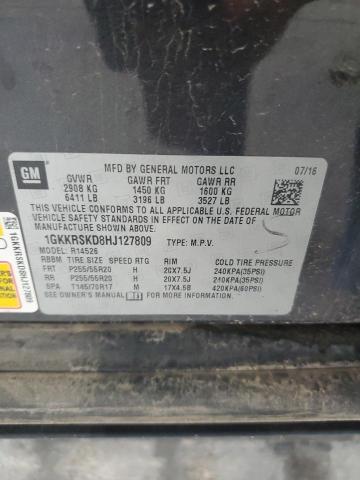 GM
MFD BY GENERAL MOTORS LLC 07/16
GVWR GAWR FRT GAWR RR
2908 KG 1450 KG 1600 KG
6411 LB 3196 LB 3527 LB
THIS VEHICLE CONFORMS TO ALL APPLICABLE U.S. FEDERAL MOTOR
VEHICLE SAFETY AND THEFT PREVENTION STANDARDS IN EFFECT ON
THE DATE OF MANUFACTURE SHOWN ABOVE.
1GKKRSKD8HJ127809 TYPE: M.P.V.
MODEL: R14526
RBBM TIRE SIZE SPEED RTG RIM COLD TIRE PRESSURE
FRT P255/55R20 H 20X7.5J 240KPA(35PSI)
RR P255/55R20 H 20X7.5J 240KPA(35PSI)
SPA T145/70R17 M 17X4.5B 420KPA(60PSI)
SEE OWNER'S MANUAL FOR MORE INFORMATION.
1GKKRSKD8HJ127809